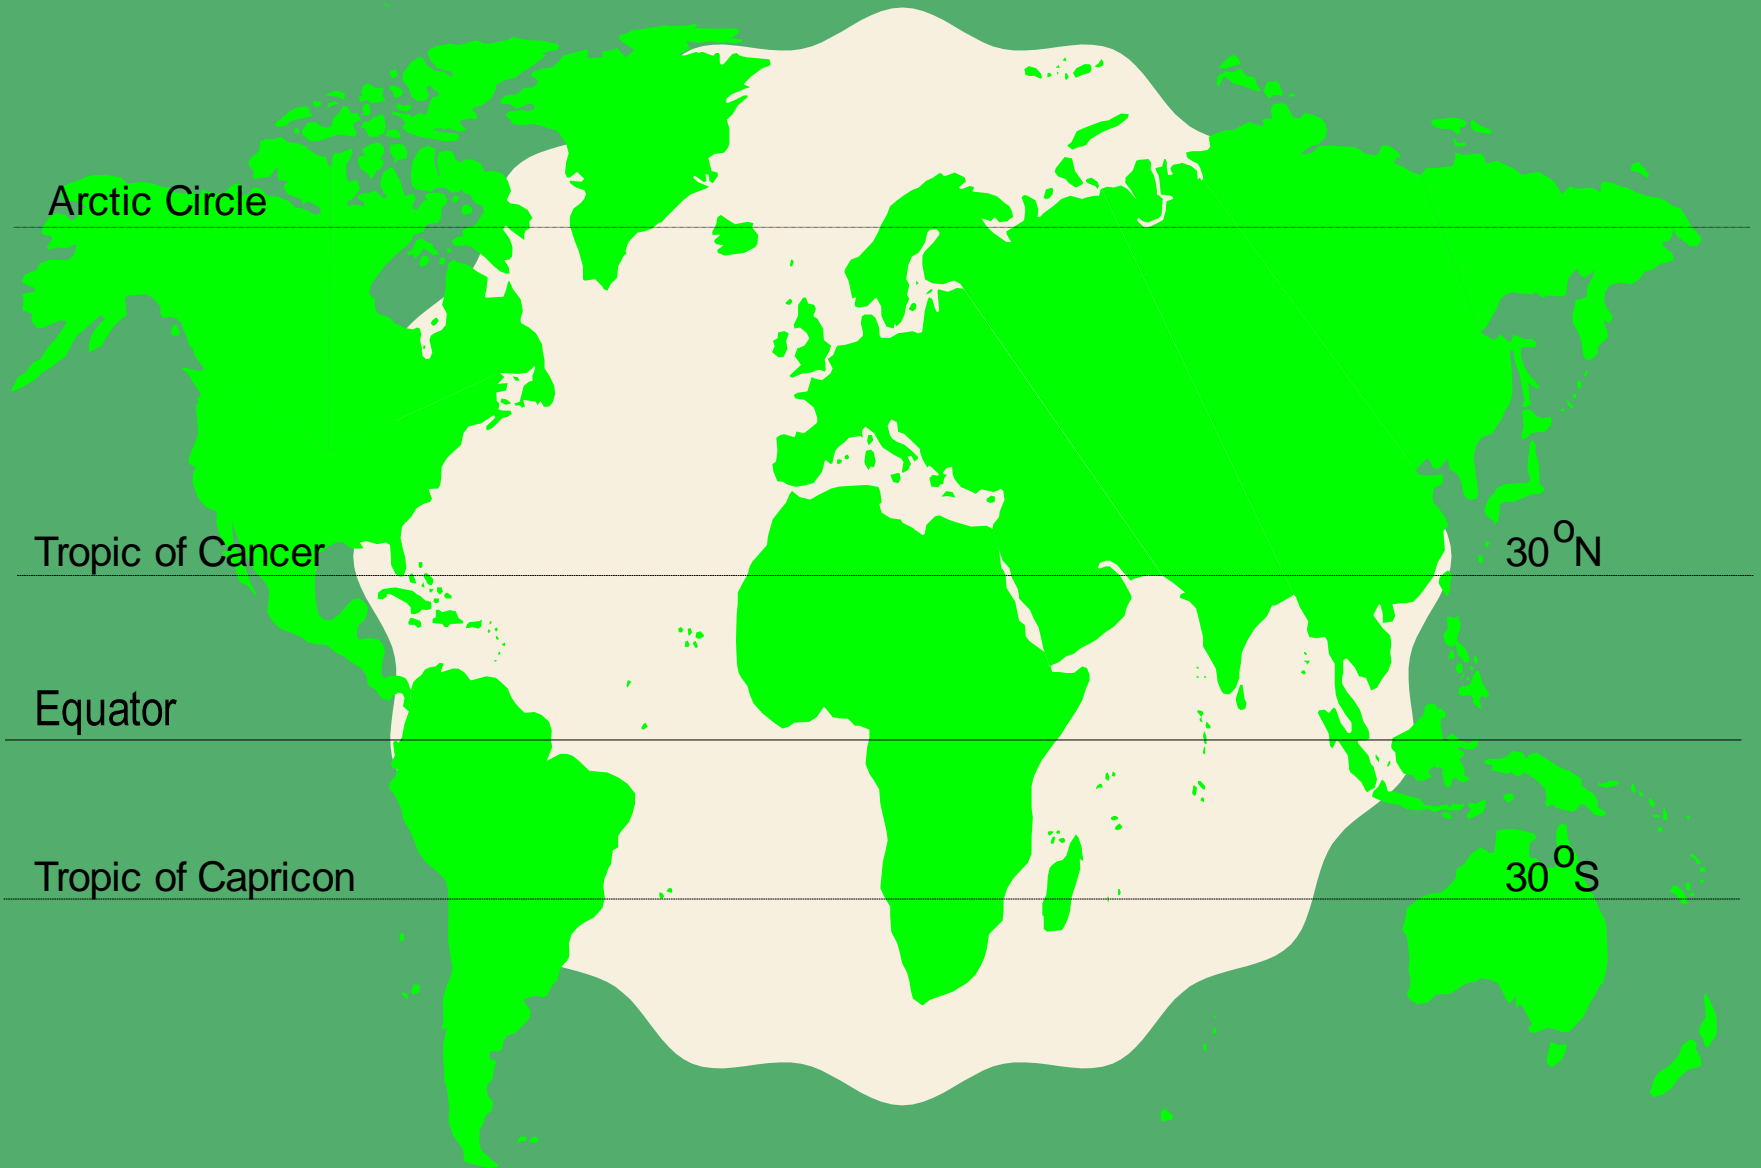 Arctic Circle
Tropic of Cancer 30°N
Equator
Tropic of Capricon 30°S